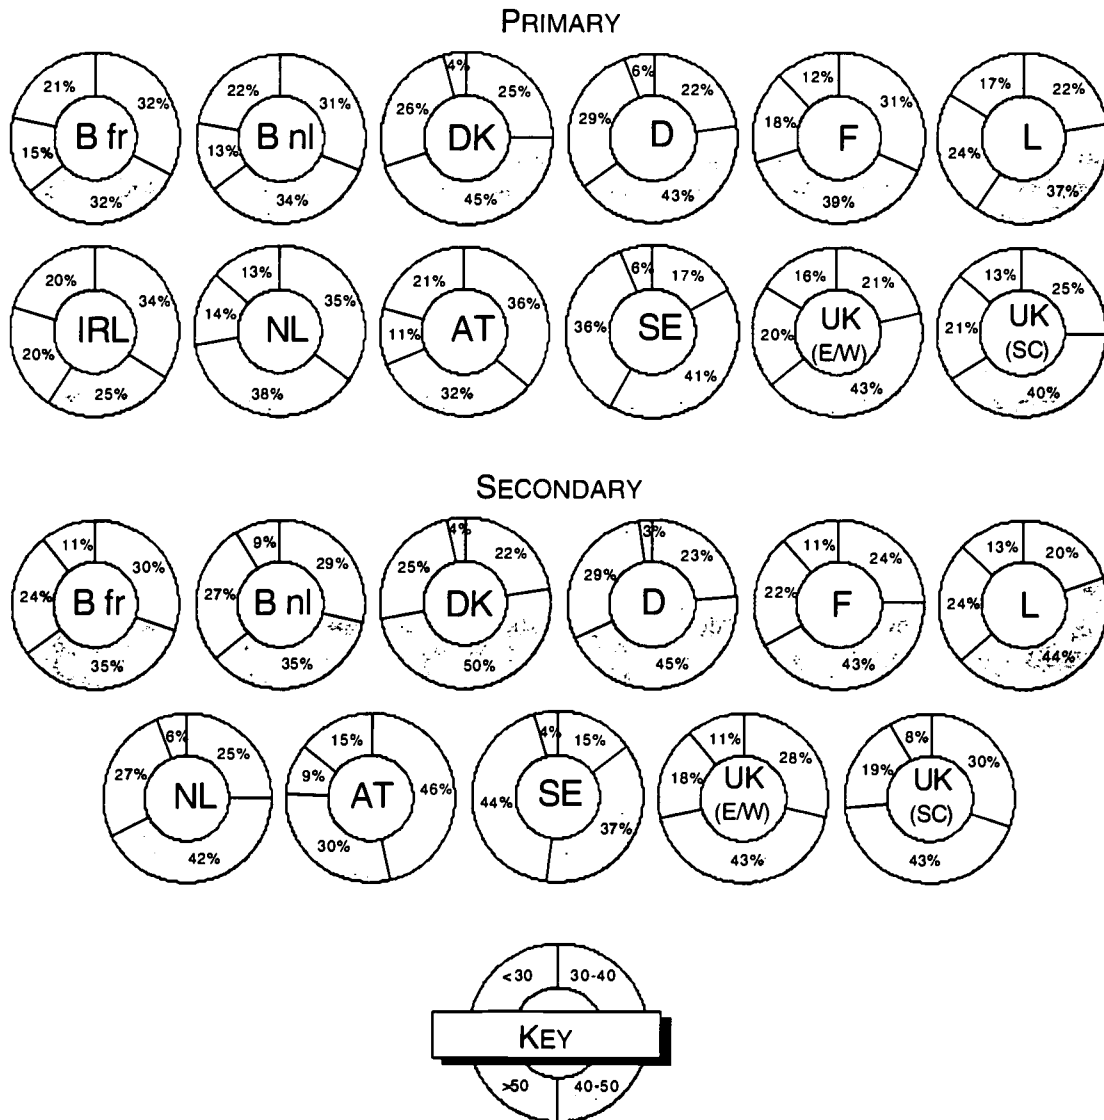 PRIMARY
21% 32% 15% 32% B fr
22% 31% 13% 34% B nl
4% 25% 26% 45% DK
6% 22% 29% 43% D
12% 31% 18% 39% F
17% 22% 24% 37% L
20% 34% 20% 25% IRL
13% 35% 14% 38% NL
21% 36% 11% 32% AT
6% 17% 36% 41% SE
16% 21% 20% 43% UK (E/W)
13% 25% 21% 40% UK (SC)
SECONDARY
11% 30% 24% 35% B fr
9% 29% 27% 35% B nl
4% 22% 25% 50% DK
3% 23% 29% 45% D
11% 24% 22% 43% F
13% 20% 24% 44% L
6% 25% 27% 42% NL
15% 46% 9% 30% AT
4% 15% 44% 37% SE
11% 28% 18% 43% UK (E/W)
8% 30% 19% 43% UK (SC)
<30 30-40
KEY
>50 40-50